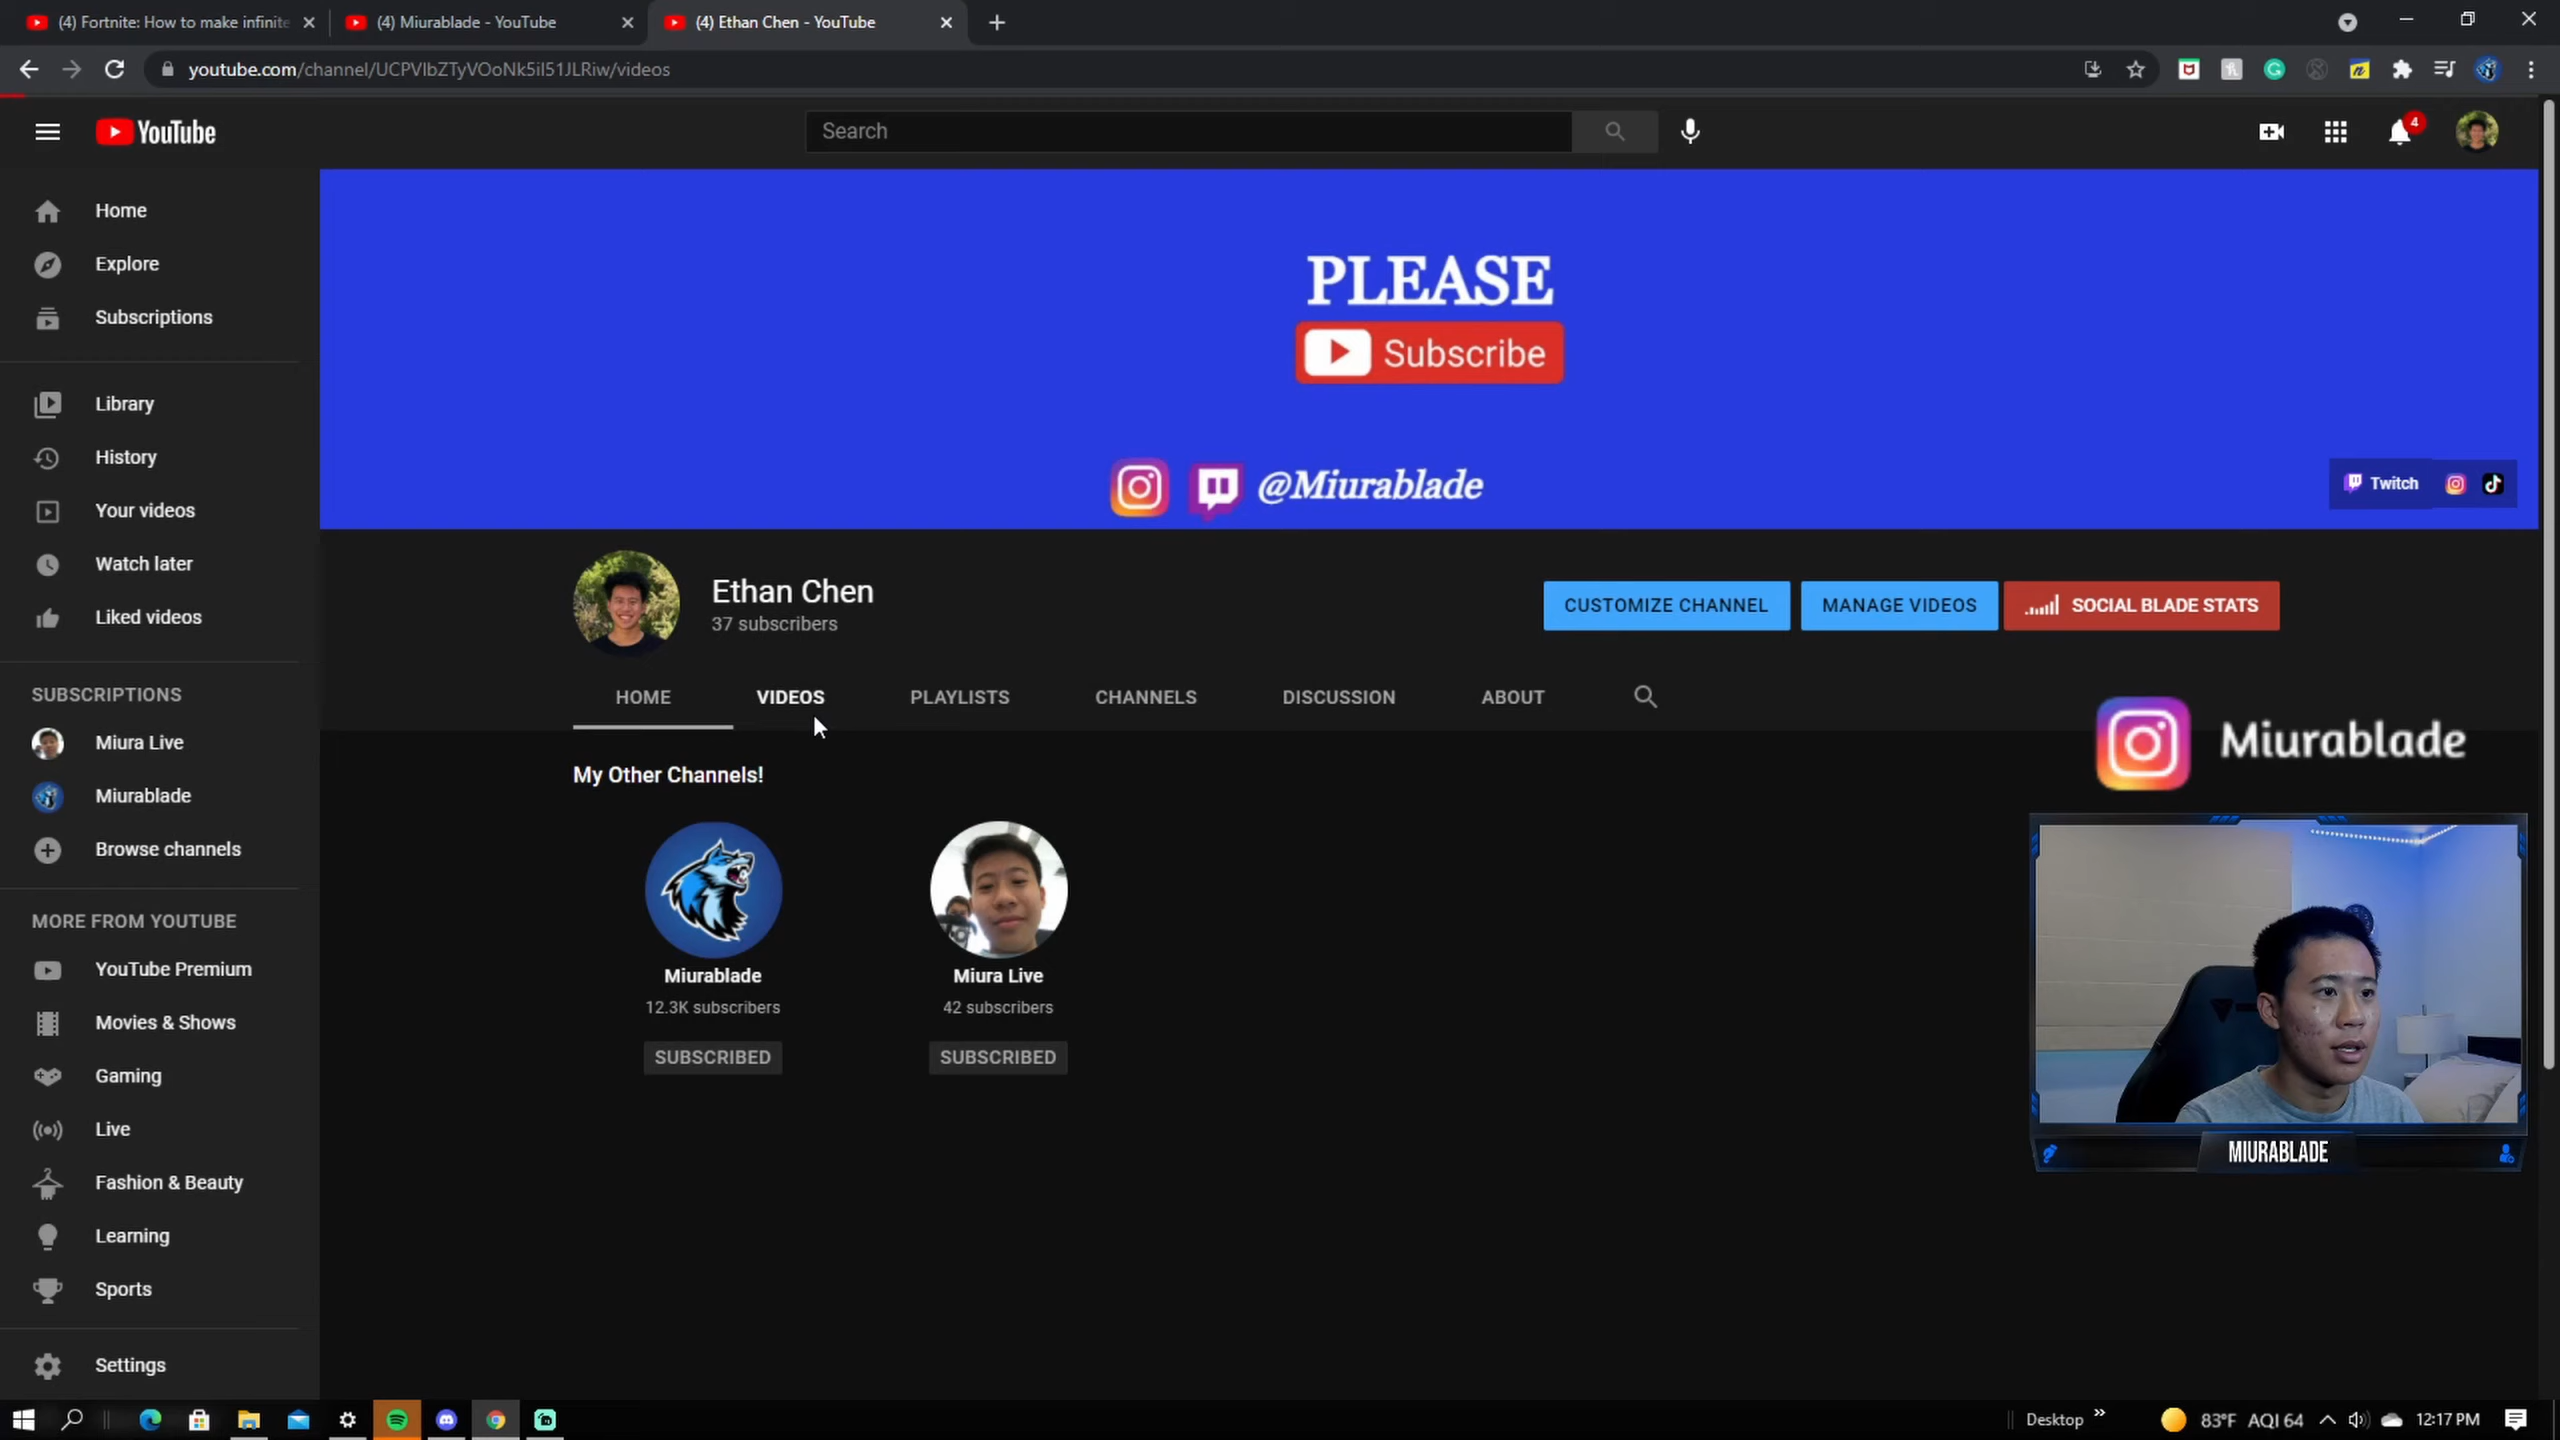 (4) Fortnite: How to make infinite
(4) Miurablade - YouTube
(4) Ethan Chen - YouTube
youtube.com/channel/UCPVlbZTyVOoNk5iI51JLRiw/videos
YouTube
Search
4
Home
Explore
Subscriptions
Library
History
Your videos
Watch later
Liked videos
SUBSCRIPTIONS
Miura Live
Miurablade
Browse channels
MORE FROM YOUTUBE
YouTube Premium
Movies & Shows
Gaming
Live
Fashion & Beauty
Learning
Sports
Settings
PLEASE
Subscribe
@Miurablade
Twitch
Ethan Chen
37 subscribers
CUSTOMIZE CHANNEL
MANAGE VIDEOS
SOCIAL BLADE STATS
HOME
VIDEOS
PLAYLISTS
CHANNELS
DISCUSSION
ABOUT
Miurablade
My Other Channels!
Miurablade
12.3K subscribers
SUBSCRIBED
Miura Live
42 subscribers
SUBSCRIBED
MIURABLADE
Desktop
83°F AQI 64
12:17 PM